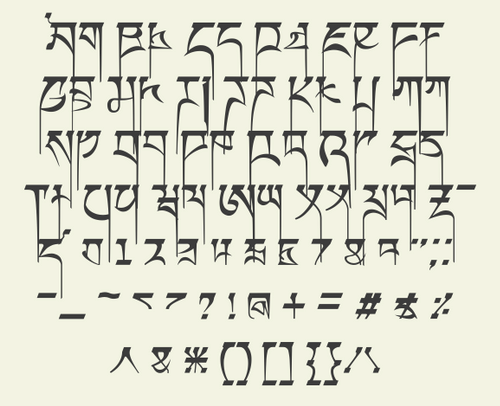 Aa Bb Cc Dd Ee Ff
Gg Hh Ii Jj Kk Ll Mm
Nn Oo Pp Qq Rr Ss
Tt Uu Vv Ww Xx Yy Zz
0 1 2 3 4 5 6 7 8 9 " ; :
- _ ~ < > ? ! @ + = # $ %
^ & * () [] {} / \